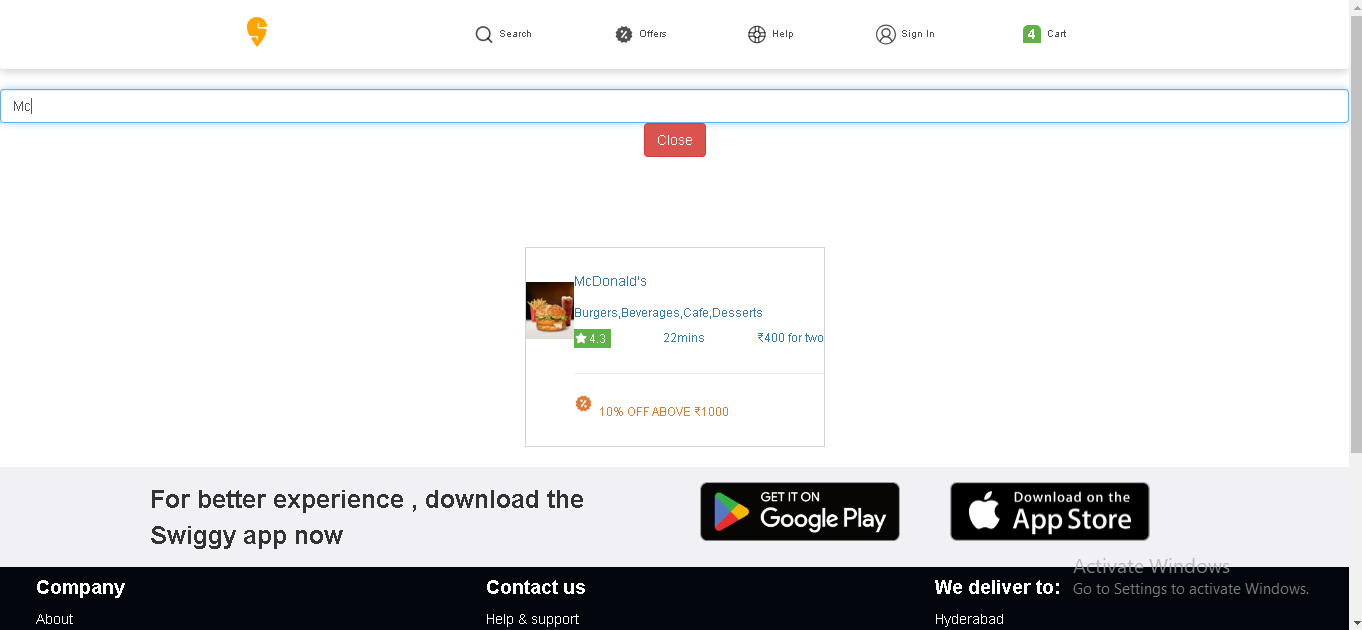 Search
Offers
Help
Sign In
4 Cart
Mc
Close
McDonald's
Burgers,Beverages,Cafe,Desserts
4.3 22mins ₹400 for two
10% OFF ABOVE ₹1000
For better experience , download the
Swiggy app now
GET IT ON
Google Play
Download on the
App Store
Activate Windows
Go to Settings to activate Windows.
Company
About
Contact us
Help & support
We deliver to:
Hyderabad